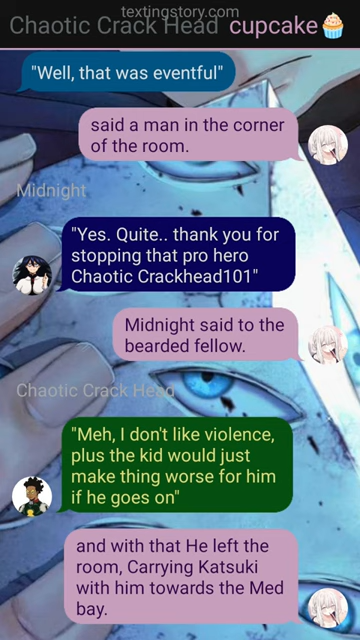 textingstory.com
Chaotic Crack Head cupcake🧁
"Well, that was eventful"
said a man in the corner
of the room.
Midnight
"Yes. Quite.. thank you for
stopping that pro hero
Chaotic Crackhead101"
Midnight said to the
bearded fellow.
Chaotic Crack Head
"Meh, I don't like violence,
plus the kid would just
make thing worse for him
if he goes on"
and with that He left the
room, Carrying Katsuki
with him towards the Med
bay.